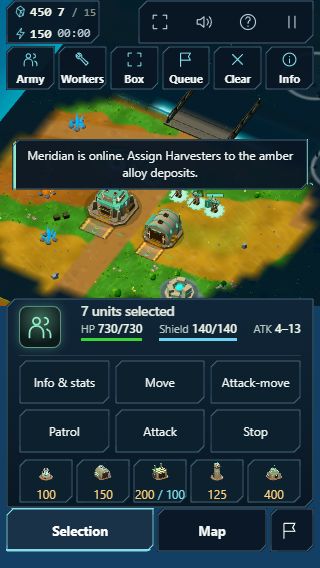 450 7 / 15
150 00:00
Army
Workers
Box
Queue
Clear
Info
Meridian is online. Assign Harvesters to the amber
alloy deposits.
7 units selected
HP 730/730 Shield 140/140 ATK 4–13
Info & stats
Move
Attack-move
Patrol
Attack
Stop
100
150
200 / 100
125
400
Selection
Map